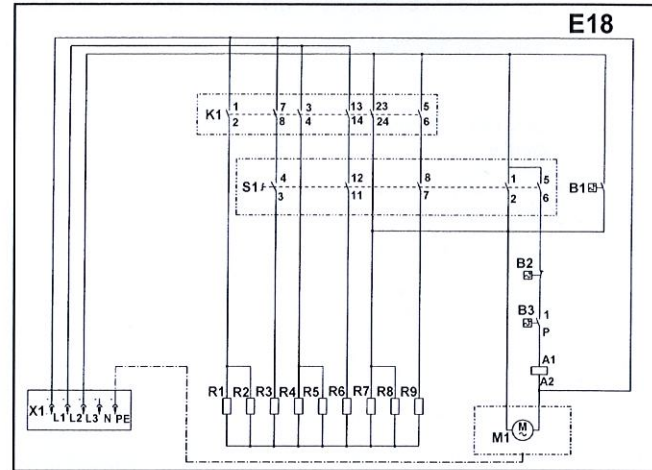 E18
1 7 3 13 23 5
K1
2 8 4 14 24 6
4 12 8 1 5
S1 B1
3 11 7 2 6
B2
B3 1
P
A1
A2
R1 R2 R3 R4 R5 R6 R7 R8 R9
X1 L1 L2 L3 N PE
M1 M
~